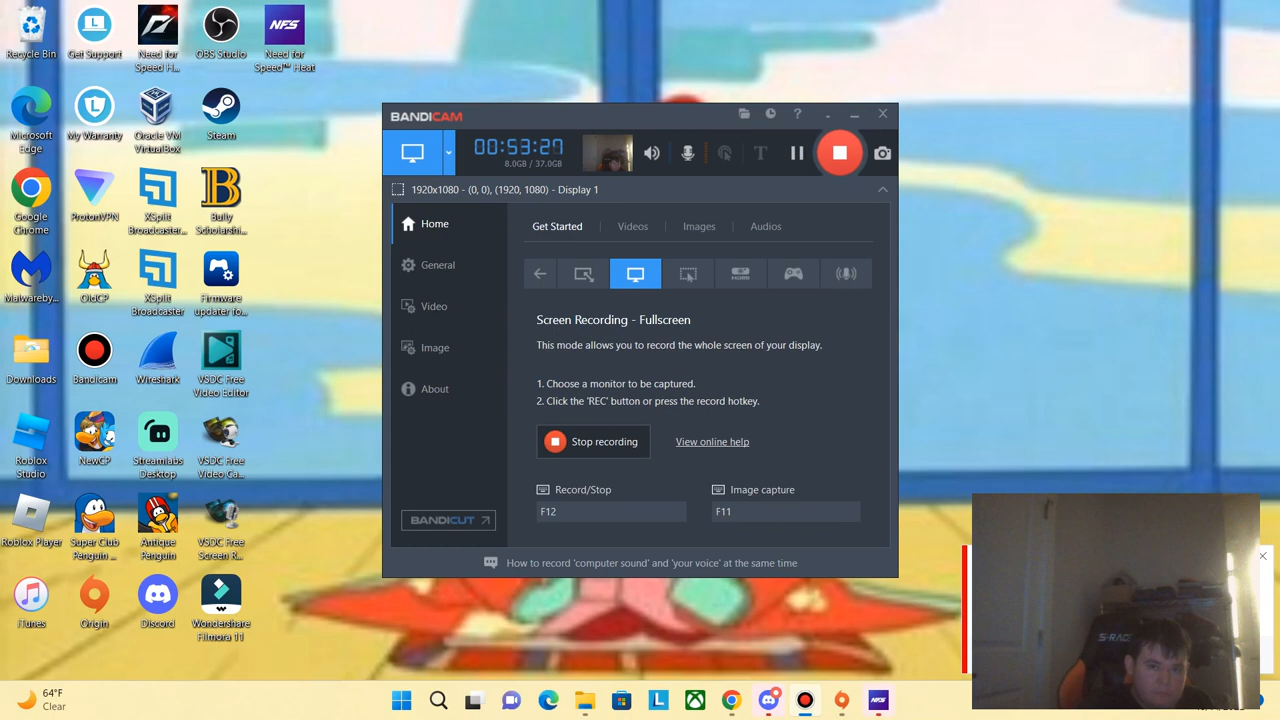 Recycle Bin
Get Support
Need for
Speed H...
OBS Studio
NFS
Need for
Speed™ Heat
Microsoft
Edge
My Warranty
Oracle VM
VirtualBox
Steam
Google
Chrome
ProtonVPN
XSplit
Broadcaster...
Bully
Scholarshi...
Malwareby...
OldCP
XSplit
Broadcaster
Firmware
updater fo...
Downloads
Bandicam
Wireshark
VSDC Free
Video Editor
Roblox
Studio
NewCP
Streamlabs
Desktop
VSDC Free
Video Ca...
Roblox Player
Super Club
Penguin ...
Antique
Penguin
VSDC Free
Screen R...
iTunes
Origin
Discord
Wondershare
Filmora 11
BANDICAM
00:53:27
8.0GB / 37.0GB
1920x1080 - (0, 0), (1920, 1080) - Display 1
Home
General
Video
Image
About
BANDICUT
Get Started
Videos
Images
Audios
HDMI
Screen Recording - Fullscreen
This mode allows you to record the whole screen of your display.
1. Choose a monitor to be captured.
2. Click the 'REC' button or press the record hotkey.
Stop recording
View online help
Record/Stop
Image capture
F12
F11
How to record 'computer sound' and 'your voice' at the same time
S-RAC
64°F
Clear
NFS